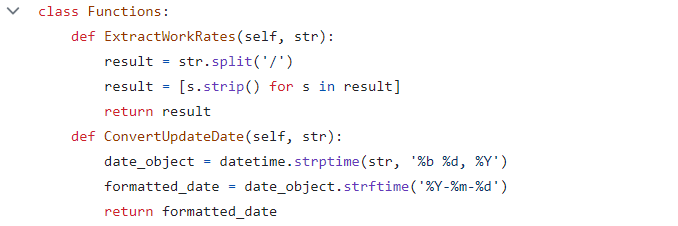 class Functions:
    def ExtractWorkRates(self, str):
        result = str.split('/')
        result = [s.strip() for s in result]
        return result
    def ConvertUpdateDate(self, str):
        date_object = datetime.strptime(str, '%b %d, %Y')
        formatted_date = date_object.strftime('%Y-%m-%d')
        return formatted_date